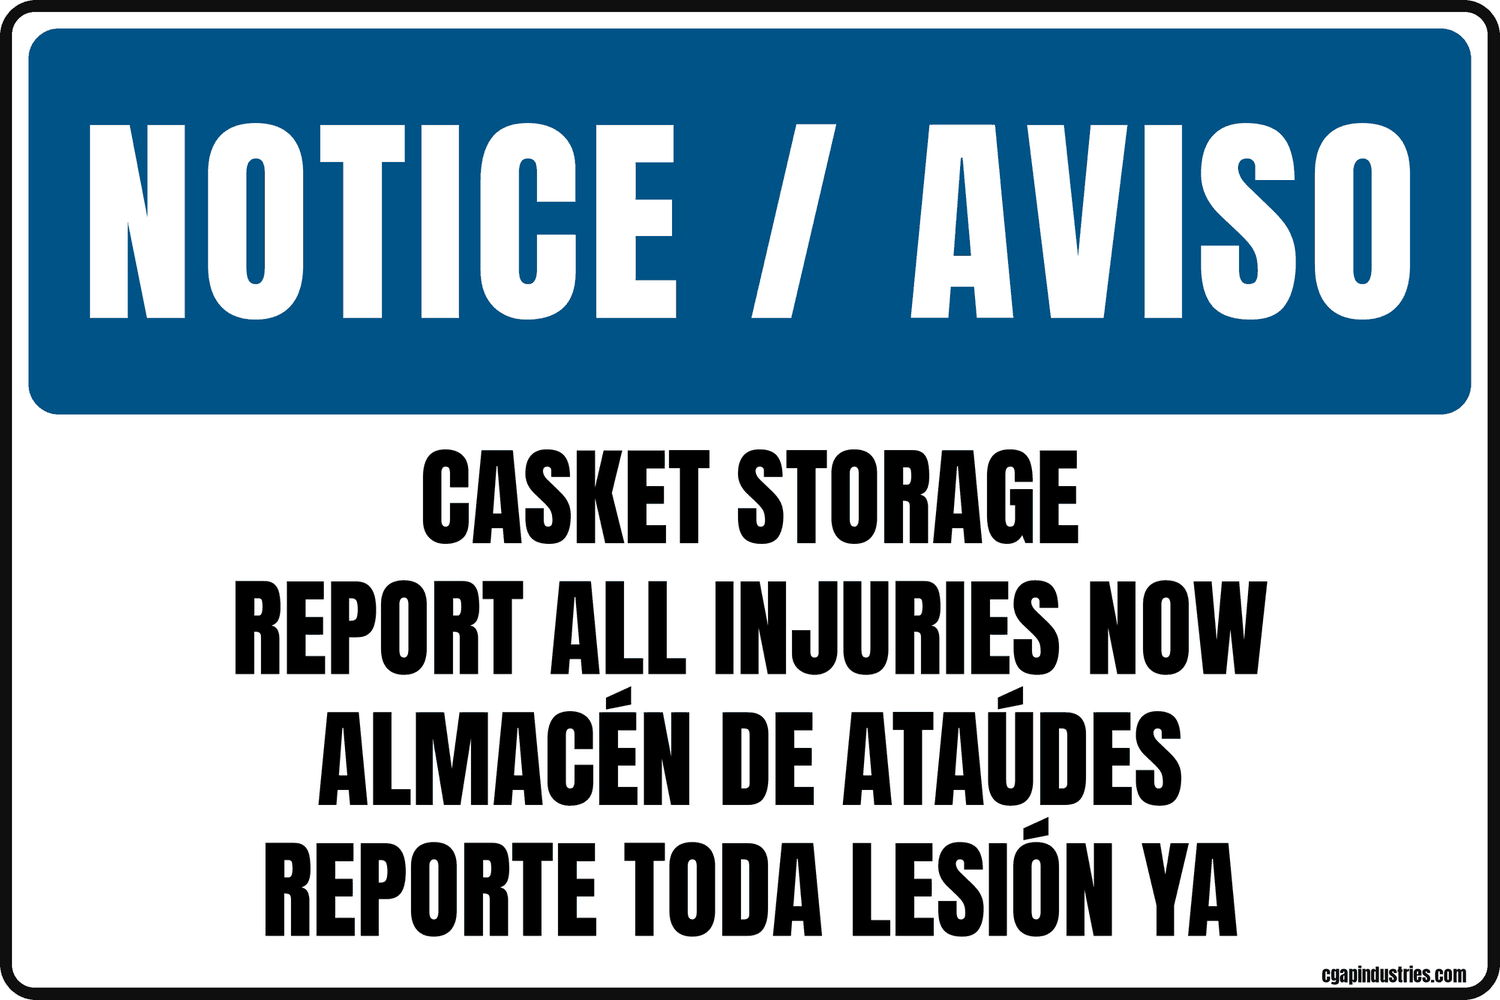 NOTICE / AVISO
CASKET STORAGE
REPORT ALL INJURIES NOW
ALMACÉN DE ATAÚDES
REPORTE TODA LESIÓN YA
cgapindustries.com